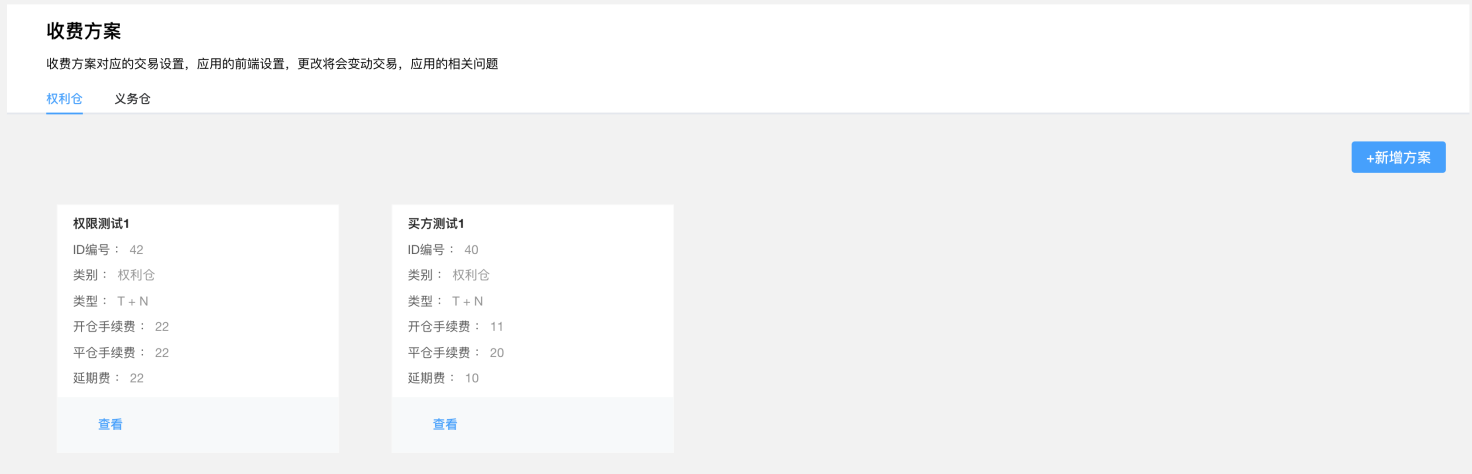 收费方案
收费方案对应的交易设置，应用的前端设置，更改将会变动交易，应用的相关问题
权利仓 义务仓
+新增方案
权限测试1
ID编号： 42
类别： 权利仓
类型： T + N
开仓手续费： 22
平仓手续费： 22
延期费： 22
查看
买方测试1
ID编号： 40
类别： 权利仓
类型： T + N
开仓手续费： 11
平仓手续费： 20
延期费： 10
查看